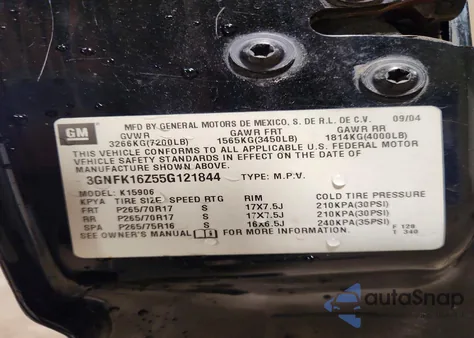 GM
MFD BY GENERAL MOTORS DE MEXICO, S. DE R.L. DE C.V. 09/04
GVWR GAWR FRT GAWR RR
3266KG(7200LB) 1565KG(3450LB) 1814KG(4000LB)
THIS VEHICLE CONFORMS TO ALL APPLICABLE U.S. FEDERAL MOTOR
VEHICLE SAFETY STANDARDS IN EFFECT ON THE DATE OF
MANUFACTURE SHOWN ABOVE.
3GNFK16Z55G121844 TYPE: M.P.V.
MODEL: K15906
KPYA TIRE SIZE SPEED RTG RIM COLD TIRE PRESSURE
FRT P265/70R17 S 17X7.5J 210KPA(30PSI)
RR P265/70R17 S 17X7.5J 210KPA(30PSI)
SPA P265/75R16 S 16x6.5J 240KPA(35PSI)
SEE OWNER'S MANUAL FOR MORE INFORMATION. F 120
T 340
autoSnap